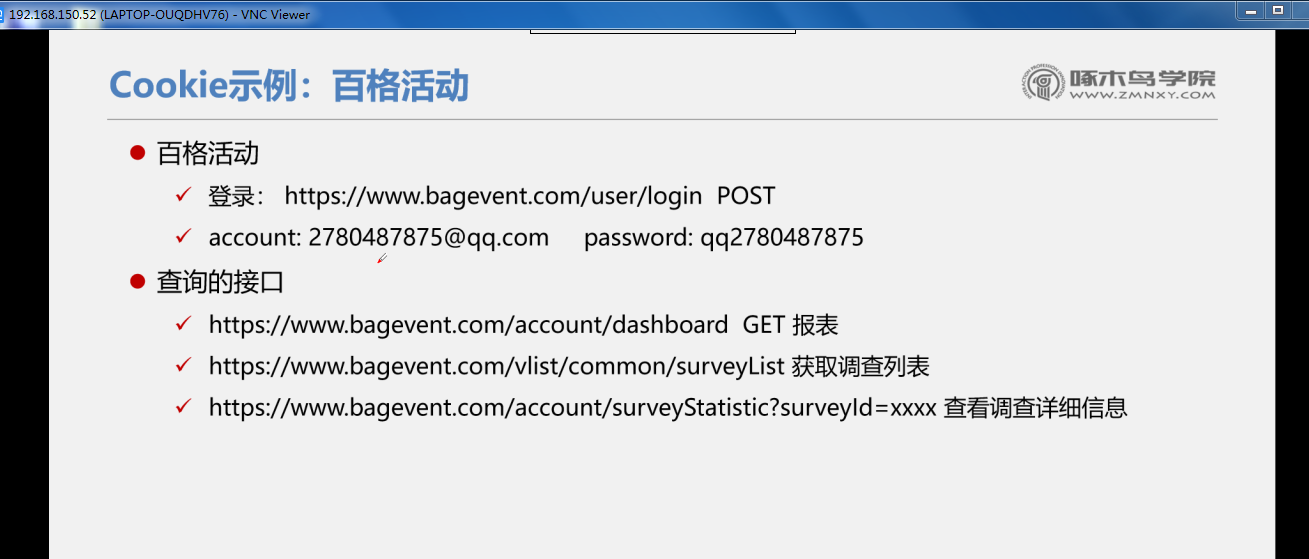 192.168.150.52 (LAPTOP-OUQDHV76) - VNC Viewer
Cookie示例：百格活动
啄木鸟学院
WWW.ZMNXY.COM
百格活动
登录： https://www.bagevent.com/user/login POST
account: 2780487875@qq.com password: qq2780487875
查询的接口
https://www.bagevent.com/account/dashboard GET 报表
https://www.bagevent.com/vlist/common/surveyList 获取调查列表
https://www.bagevent.com/account/surveyStatistic?surveyId=xxxx 查看调查详细信息